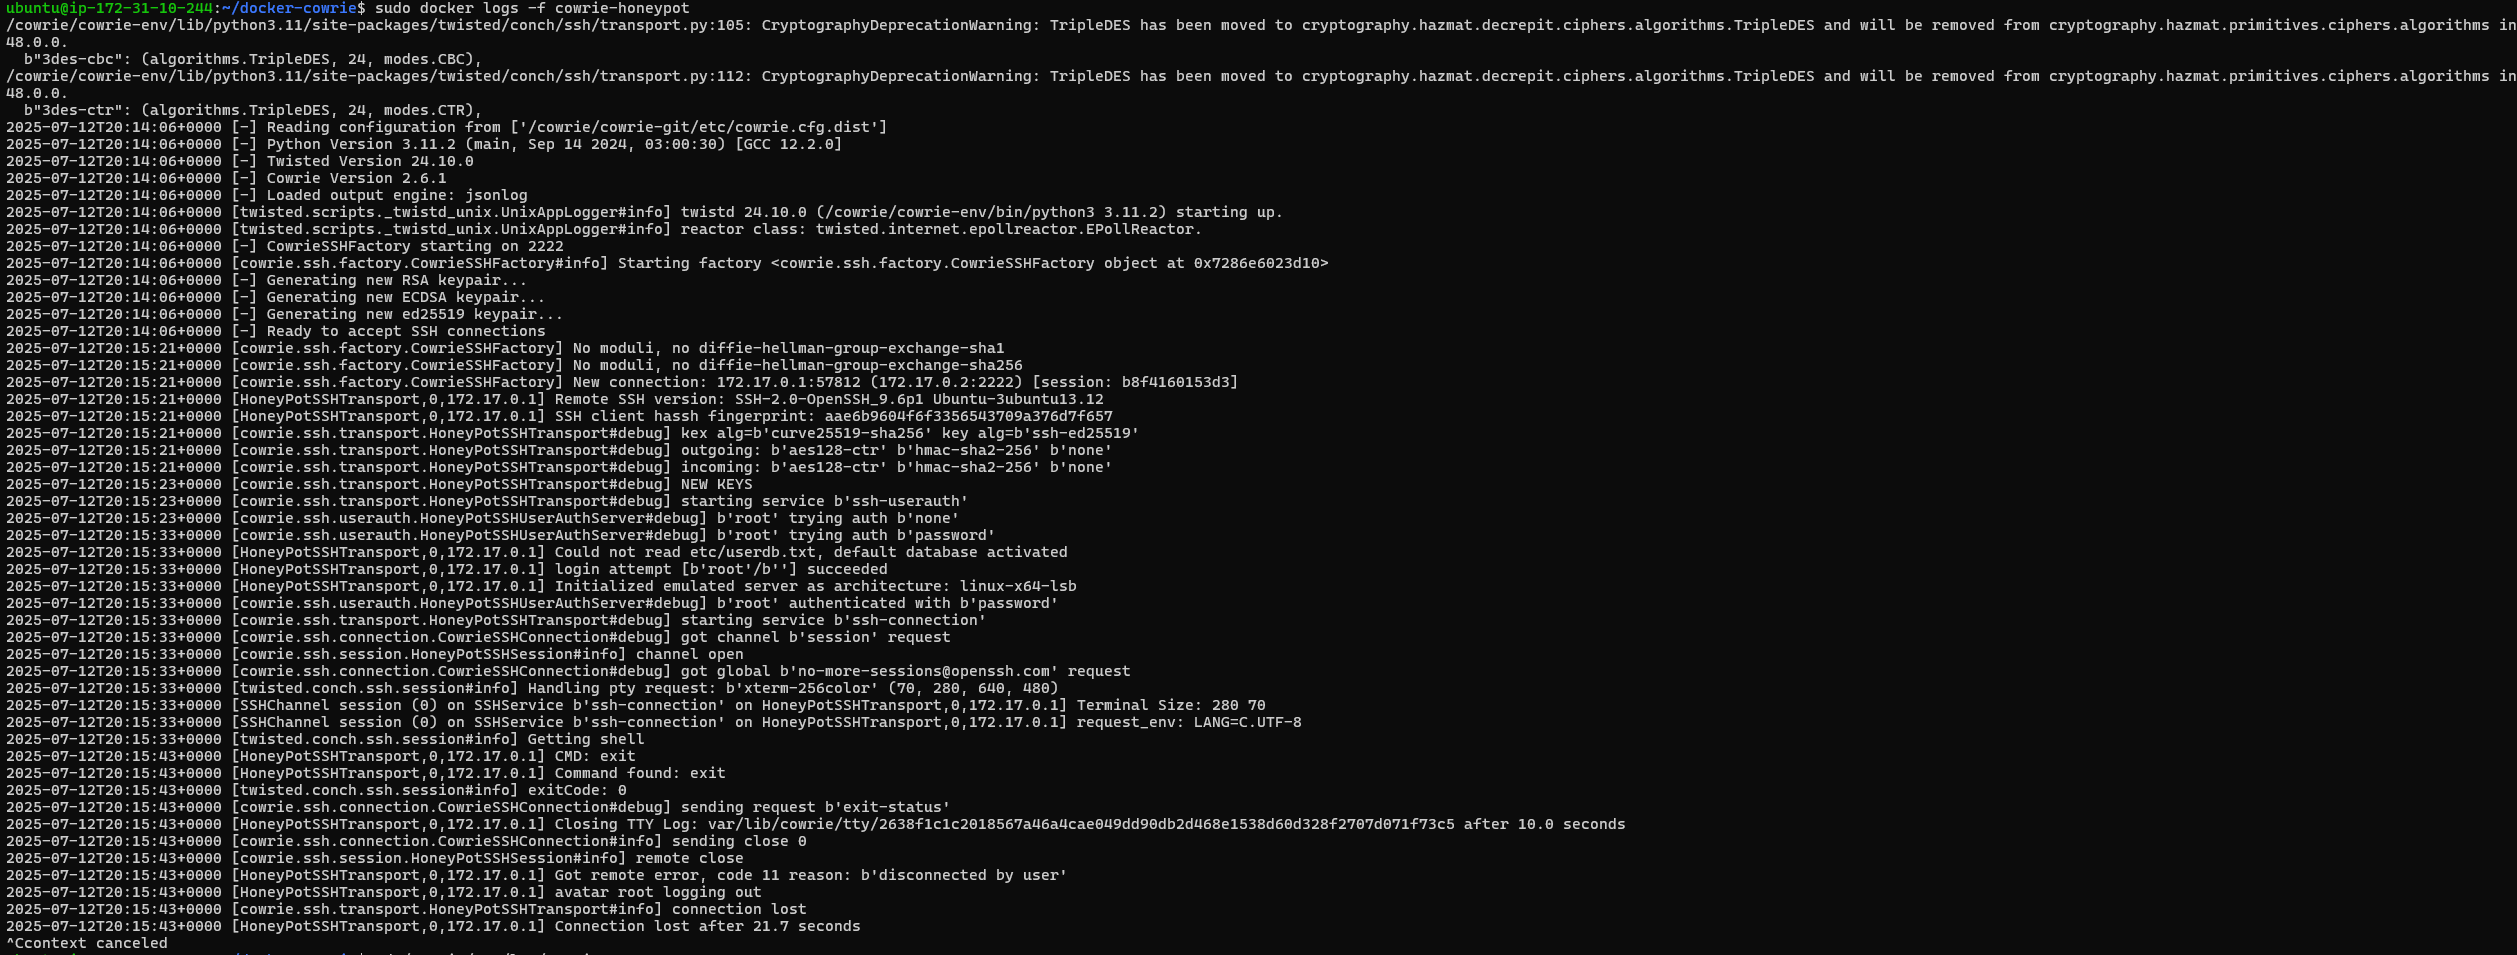 ubuntu@ip-172-31-10-244:~/docker-cowrie$ sudo docker logs -f cowrie-honeypot
/cowrie/cowrie-env/lib/python3.11/site-packages/twisted/conch/ssh/transport.py:105: CryptographyDeprecationWarning: TripleDES has been moved to cryptography.hazmat.decrepit.ciphers.algorithms.TripleDES and will be removed from cryptography.hazmat.primitives.ciphers.algorithms in
48.0.0.
  b"3des-cbc": (algorithms.TripleDES, 24, modes.CBC),
/cowrie/cowrie-env/lib/python3.11/site-packages/twisted/conch/ssh/transport.py:112: CryptographyDeprecationWarning: TripleDES has been moved to cryptography.hazmat.decrepit.ciphers.algorithms.TripleDES and will be removed from cryptography.hazmat.primitives.ciphers.algorithms in
48.0.0.
  b"3des-ctr": (algorithms.TripleDES, 24, modes.CTR),
2025-07-12T20:14:06+0000 [-] Reading configuration from ['/cowrie/cowrie-git/etc/cowrie.cfg.dist']
2025-07-12T20:14:06+0000 [-] Python Version 3.11.2 (main, Sep 14 2024, 03:00:30) [GCC 12.2.0]
2025-07-12T20:14:06+0000 [-] Twisted Version 24.10.0
2025-07-12T20:14:06+0000 [-] Cowrie Version 2.6.1
2025-07-12T20:14:06+0000 [-] Loaded output engine: jsonlog
2025-07-12T20:14:06+0000 [twisted.scripts._twistd_unix.UnixAppLogger#info] twistd 24.10.0 (/cowrie/cowrie-env/bin/python3 3.11.2) starting up.
2025-07-12T20:14:06+0000 [twisted.scripts._twistd_unix.UnixAppLogger#info] reactor class: twisted.internet.epollreactor.EPollReactor.
2025-07-12T20:14:06+0000 [-] CowrieSSHFactory starting on 2222
2025-07-12T20:14:06+0000 [cowrie.ssh.factory.CowrieSSHFactory#info] Starting factory <cowrie.ssh.factory.CowrieSSHFactory object at 0x7286e6023d10>
2025-07-12T20:14:06+0000 [-] Generating new RSA keypair...
2025-07-12T20:14:06+0000 [-] Generating new ECDSA keypair...
2025-07-12T20:14:06+0000 [-] Generating new ed25519 keypair...
2025-07-12T20:14:06+0000 [-] Ready to accept SSH connections
2025-07-12T20:15:21+0000 [cowrie.ssh.factory.CowrieSSHFactory] No moduli, no diffie-hellman-group-exchange-sha1
2025-07-12T20:15:21+0000 [cowrie.ssh.factory.CowrieSSHFactory] No moduli, no diffie-hellman-group-exchange-sha256
2025-07-12T20:15:21+0000 [cowrie.ssh.factory.CowrieSSHFactory] New connection: 172.17.0.1:57812 (172.17.0.2:2222) [session: b8f4160153d3]
2025-07-12T20:15:21+0000 [HoneyPotSSHTransport,0,172.17.0.1] Remote SSH version: SSH-2.0-OpenSSH_9.6p1 Ubuntu-3ubuntu13.12
2025-07-12T20:15:21+0000 [HoneyPotSSHTransport,0,172.17.0.1] SSH client hassh fingerprint: aae6b9604f6f3356543709a376d7f657
2025-07-12T20:15:21+0000 [cowrie.ssh.transport.HoneyPotSSHTransport#debug] kex alg=b'curve25519-sha256' key alg=b'ssh-ed25519'
2025-07-12T20:15:21+0000 [cowrie.ssh.transport.HoneyPotSSHTransport#debug] outgoing: b'aes128-ctr' b'hmac-sha2-256' b'none'
2025-07-12T20:15:21+0000 [cowrie.ssh.transport.HoneyPotSSHTransport#debug] incoming: b'aes128-ctr' b'hmac-sha2-256' b'none'
2025-07-12T20:15:23+0000 [cowrie.ssh.transport.HoneyPotSSHTransport#debug] NEW KEYS
2025-07-12T20:15:23+0000 [cowrie.ssh.transport.HoneyPotSSHTransport#debug] starting service b'ssh-userauth'
2025-07-12T20:15:23+0000 [cowrie.ssh.userauth.HoneyPotSSHUserAuthServer#debug] b'root' trying auth b'none'
2025-07-12T20:15:33+0000 [cowrie.ssh.userauth.HoneyPotSSHUserAuthServer#debug] b'root' trying auth b'password'
2025-07-12T20:15:33+0000 [HoneyPotSSHTransport,0,172.17.0.1] Could not read etc/userdb.txt, default database activated
2025-07-12T20:15:33+0000 [HoneyPotSSHTransport,0,172.17.0.1] login attempt [b'root'/b''] succeeded
2025-07-12T20:15:33+0000 [HoneyPotSSHTransport,0,172.17.0.1] Initialized emulated server as architecture: linux-x64-lsb
2025-07-12T20:15:33+0000 [cowrie.ssh.userauth.HoneyPotSSHUserAuthServer#debug] b'root' authenticated with b'password'
2025-07-12T20:15:33+0000 [cowrie.ssh.transport.HoneyPotSSHTransport#debug] starting service b'ssh-connection'
2025-07-12T20:15:33+0000 [cowrie.ssh.connection.CowrieSSHConnection#debug] got channel b'session' request
2025-07-12T20:15:33+0000 [cowrie.ssh.session.HoneyPotSSHSession#info] channel open
2025-07-12T20:15:33+0000 [cowrie.ssh.connection.CowrieSSHConnection#debug] got global b'no-more-sessions@openssh.com' request
2025-07-12T20:15:33+0000 [twisted.conch.ssh.session#info] Handling pty request: b'xterm-256color' (70, 280, 640, 480)
2025-07-12T20:15:33+0000 [SSHChannel session (0) on SSHService b'ssh-connection' on HoneyPotSSHTransport,0,172.17.0.1] Terminal Size: 280 70
2025-07-12T20:15:33+0000 [SSHChannel session (0) on SSHService b'ssh-connection' on HoneyPotSSHTransport,0,172.17.0.1] request_env: LANG=C.UTF-8
2025-07-12T20:15:33+0000 [twisted.conch.ssh.session#info] Getting shell
2025-07-12T20:15:43+0000 [HoneyPotSSHTransport,0,172.17.0.1] CMD: exit
2025-07-12T20:15:43+0000 [HoneyPotSSHTransport,0,172.17.0.1] Command found: exit
2025-07-12T20:15:43+0000 [twisted.conch.ssh.session#info] exitCode: 0
2025-07-12T20:15:43+0000 [cowrie.ssh.connection.CowrieSSHConnection#debug] sending request b'exit-status'
2025-07-12T20:15:43+0000 [HoneyPotSSHTransport,0,172.17.0.1] Closing TTY Log: var/lib/cowrie/tty/2638f1c1c2018567a46a4cae049dd90db2d468e1538d60d328f2707d071f73c5 after 10.0 seconds
2025-07-12T20:15:43+0000 [cowrie.ssh.connection.CowrieSSHConnection#info] sending close 0
2025-07-12T20:15:43+0000 [cowrie.ssh.session.HoneyPotSSHSession#info] remote close
2025-07-12T20:15:43+0000 [HoneyPotSSHTransport,0,172.17.0.1] Got remote error, code 11 reason: b'disconnected by user'
2025-07-12T20:15:43+0000 [HoneyPotSSHTransport,0,172.17.0.1] avatar root logging out
2025-07-12T20:15:43+0000 [cowrie.ssh.transport.HoneyPotSSHTransport#info] connection lost
2025-07-12T20:15:43+0000 [HoneyPotSSHTransport,0,172.17.0.1] Connection lost after 21.7 seconds
^Ccontext canceled